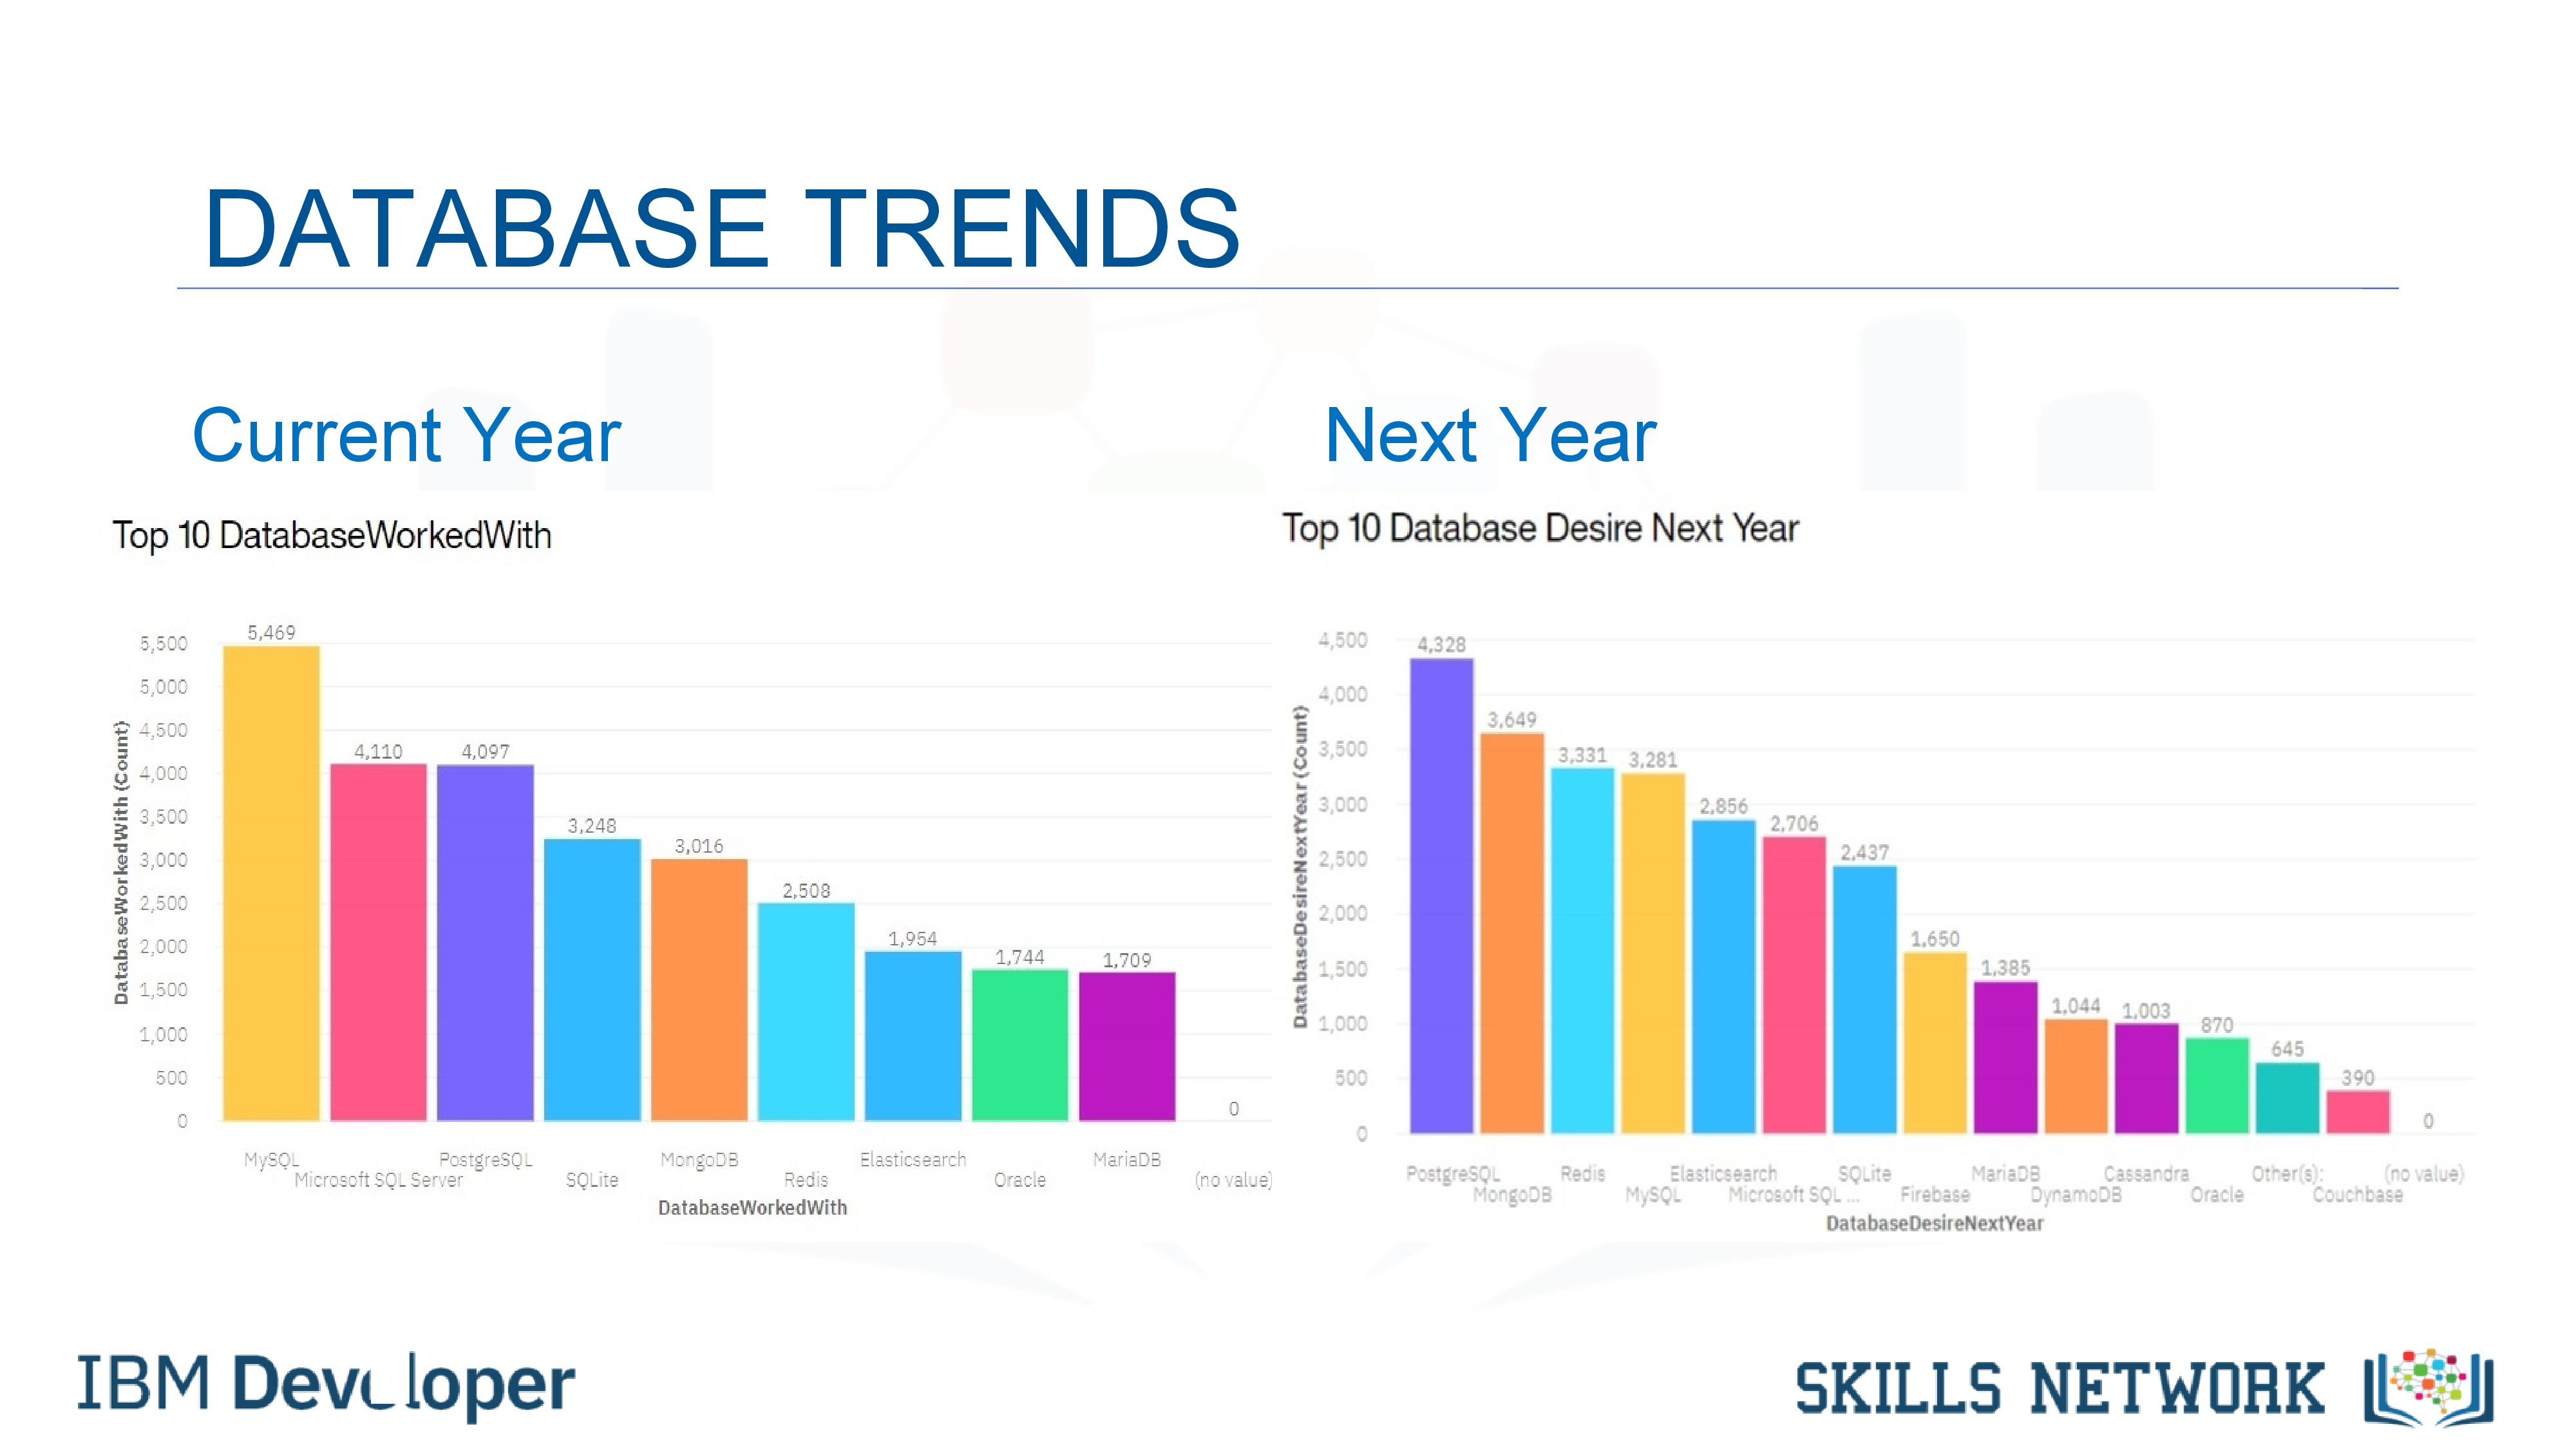 DATABASE TRENDS
Current Year
Next Year
Top 10 DatabaseWorkedWith
DatabaseWorkedWith (Count)
5,500
5,000
4,500
4,000
3,500
3,000
2,500
2,000
1,500
1,000
500
0
5,469
4,110
4,097
3,248
3,016
2,508
1,954
1,744
1,709
0
MySQL
Microsoft SQL Server
PostgreSQL
SQLite
MongoDB
Redis
Elasticsearch
Oracle
MariaDB
(no value)
DatabaseWorkedWith
Top 10 Database Desire Next Year
DatabaseDesireNextYear (Count)
4,500
4,000
3,500
3,000
2,500
2,000
1,500
1,000
500
0
4,328
3,649
3,331
3,281
2,856
2,706
2,437
1,650
1,385
1,044
1,003
870
645
390
0
PostgreSQL
MongoDB
Redis
MySQL
Elasticsearch
Microsoft SQL ...
SQLite
Firebase
MariaDB
DynamoDB
Cassandra
Oracle
Other(s):
Couchbase
(no value)
DatabaseDesireNextYear
IBM Developer
SKILLS NETWORK